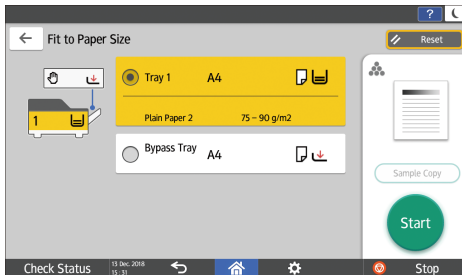 ?
Fit to Paper Size
Reset
Tray 1 A4
1
Plain Paper 2 75 – 90 g/m2
Bypass Tray A4
Sample Copy
Start
Check Status
13 Dec. 2018
15 : 31
Stop